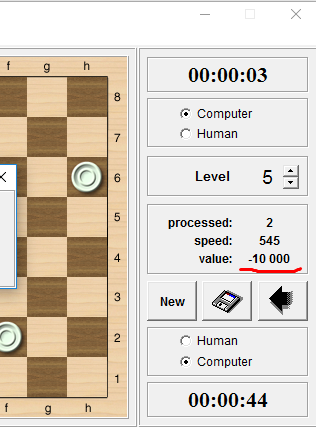 f g h
00:00:03
8
Computer
7
Human
6
Level 5
5
processed: 2
speed: 545
4
value: -10 000
3
New
2
Human
Computer
1
00:00:44
f g h